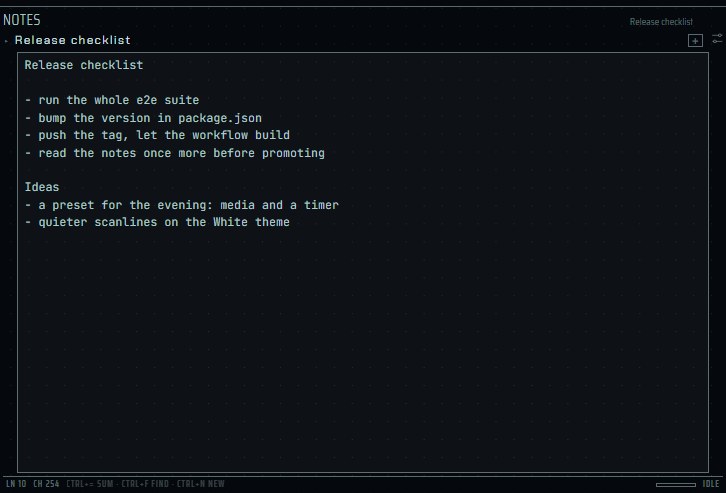 NOTES
Release checklist
Release checklist
+
Release checklist
- run the whole e2e suite
- bump the version in package.json
- push the tag, let the workflow build
- read the notes once more before promoting
Ideas
- a preset for the evening: media and a timer
- quieter scanlines on the White theme
LN 10 CH 254 CTRL+= SUM · CTRL+F FIND · CTRL+N NEW
IDLE